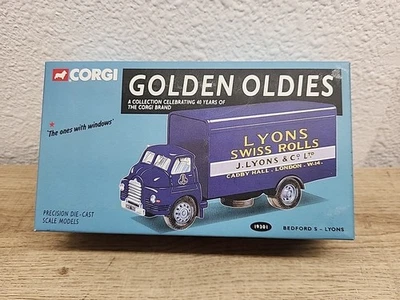 CORGI
GOLDEN OLDIES
A COLLECTION CELEBRATING 40 YEARS OF
THE CORGI BRAND
'The ones with windows'
LYONS
SWISS ROLLS
J. LYONS & Co LTD
CADBY HALL - LONDON - W.14.
PRECISION DIE-CAST
SCALE MODELS
19301
BEDFORD S - LYONS